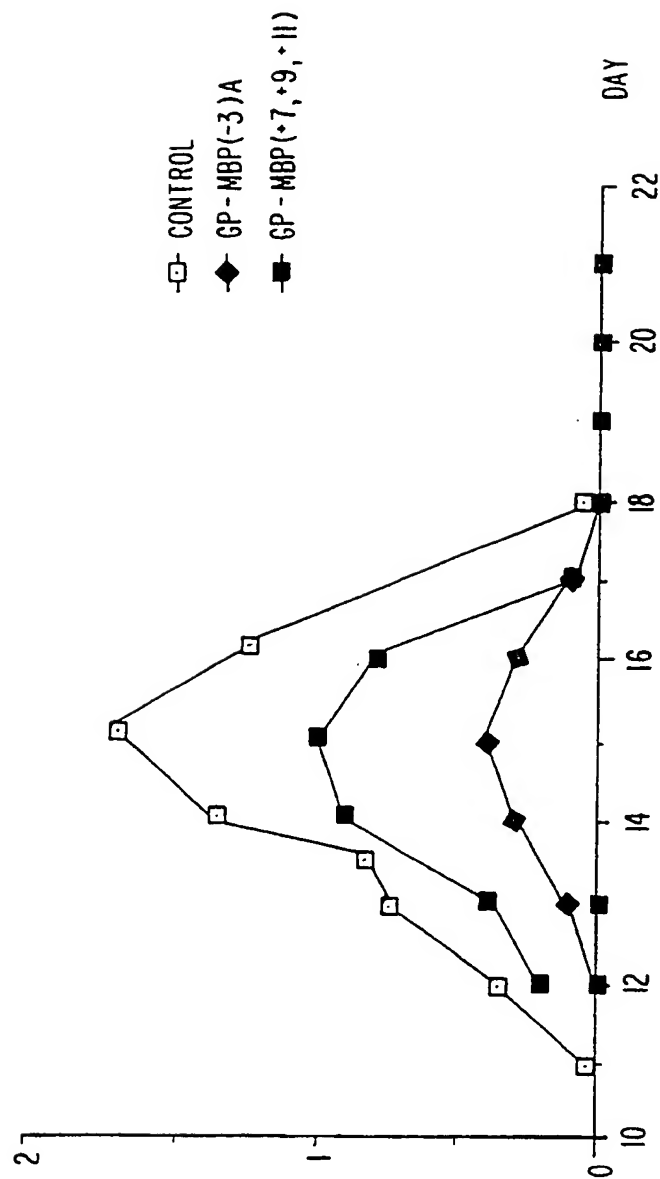 CONTROL
GP-MBP(-3)A
GP-MBP(+7,+9,+11)
2
1
0
10
12
14
16
18
20
22
DAY